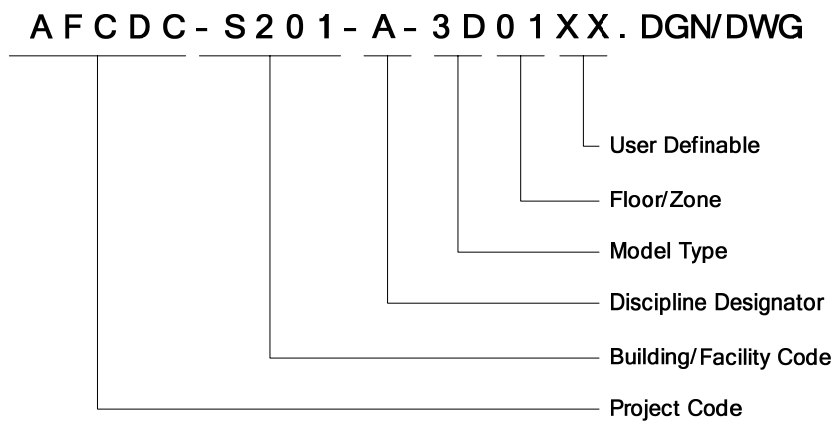 AFCDC-S201-A-3D01XX.DGN/DWG
User Definable
Floor/Zone
Model Type
Discipline Designator
Building/Facility Code
Project Code